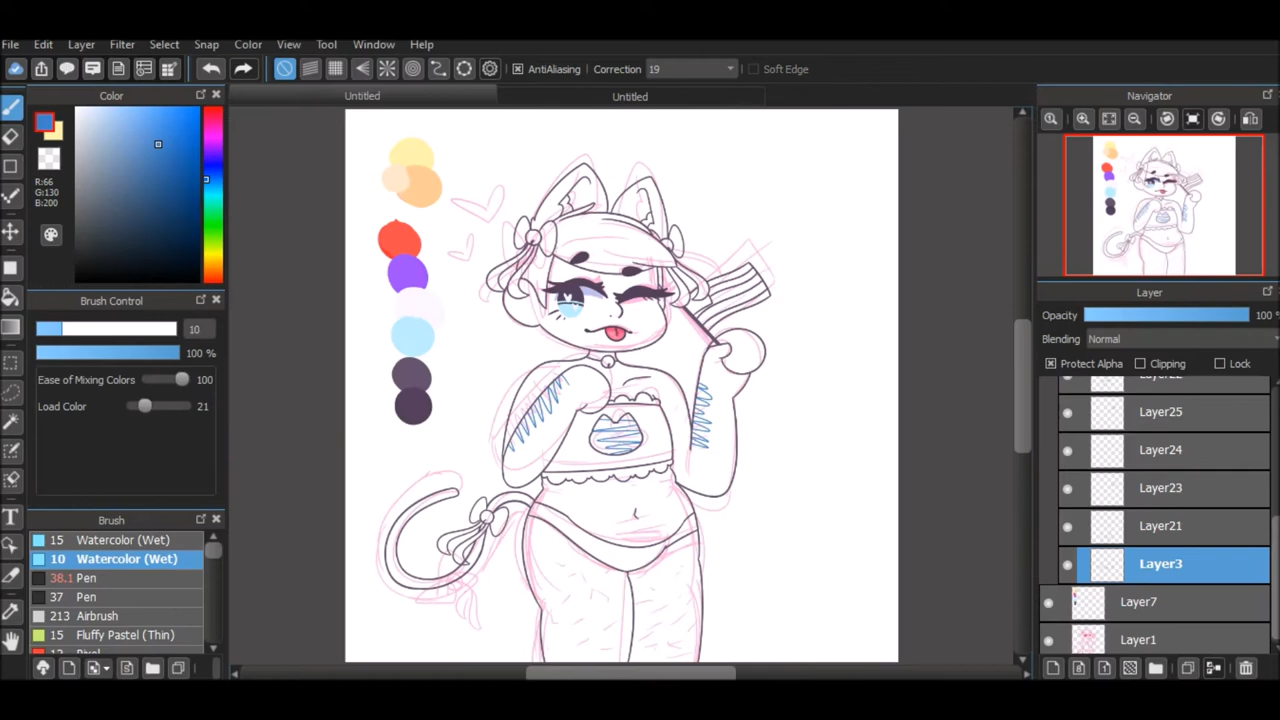 File Edit Layer Filter Select Snap Color View Tool Window Help
AntiAliasing Correction 19 Soft Edge
Color
Untitled
Untitled
Navigator
R:66
G:130
B:200
Brush Control
10
100 %
Ease of Mixing Colors 100
Load Color 21
Brush
15 Watercolor (Wet)
10 Watercolor (Wet)
38.1 Pen
37 Pen
213 Airbrush
15 Fluffy Pastel (Thin)
Layer
Opacity 100 %
Blending Normal
Protect Alpha Clipping Lock
Layer25
Layer24
Layer23
Layer21
Layer3
Layer7
Layer1